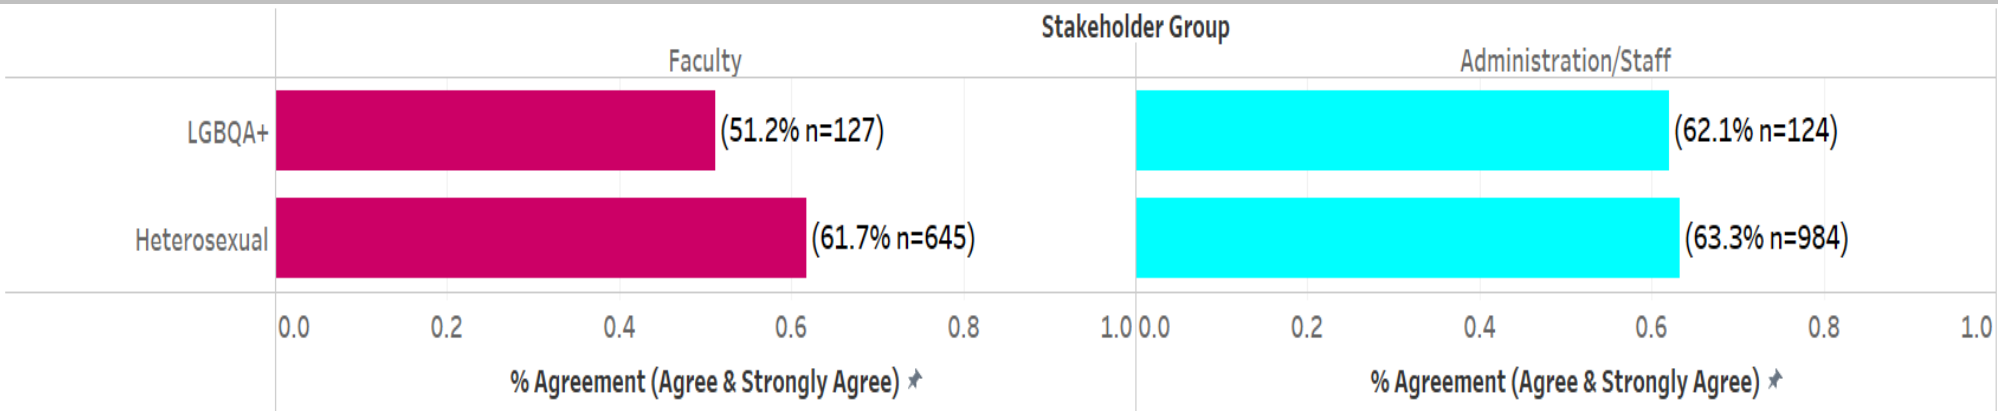 Stakeholder Group
Faculty Administration/Staff
LGBQA+ (51.2% n=127) (62.1% n=124)
Heterosexual (61.7% n=645) (63.3% n=984)
0.0 0.2 0.4 0.6 0.8 1.0 0.0 0.2 0.4 0.6 0.8 1.0
% Agreement (Agree & Strongly Agree) % Agreement (Agree & Strongly Agree)